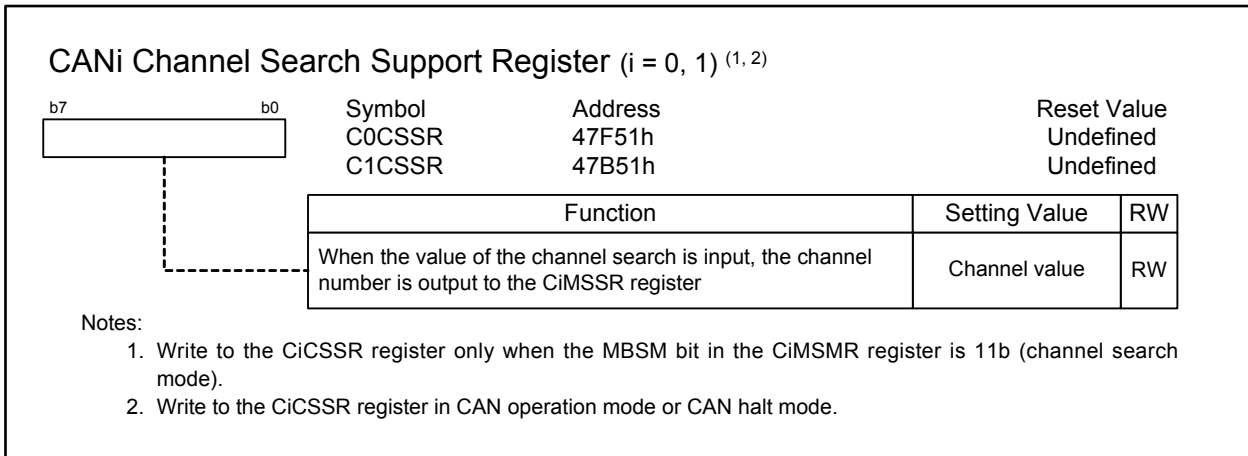 CANi Channel Search Support Register (i = 0, 1) (1, 2)
b7 b0 Symbol Address Reset Value
C0CSSR 47F51h Undefined
C1CSSR 47B51h Undefined
Function Setting Value RW
When the value of the channel search is input, the channel
number is output to the CiMSSR register
Channel value RW
Notes:
1. Write to the CiCSSR register only when the MBSM bit in the CiMSMR register is 11b (channel search
mode).
2. Write to the CiCSSR register in CAN operation mode or CAN halt mode.